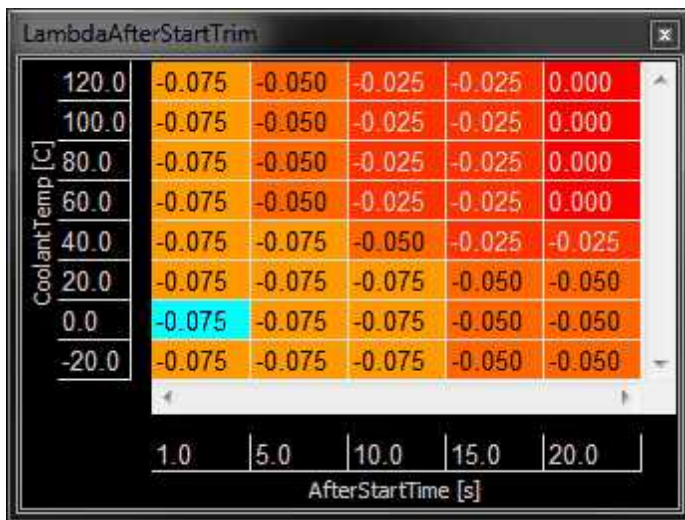 LambdaAfterStartTrim x
CoolantTemp [C]
120.0 -0.075 -0.050 -0.025 -0.025 0.000
100.0 -0.075 -0.050 -0.025 -0.025 0.000
80.0 -0.075 -0.050 -0.025 -0.025 0.000
60.0 -0.075 -0.050 -0.025 -0.025 0.000
40.0 -0.075 -0.075 -0.050 -0.025 -0.025
20.0 -0.075 -0.075 -0.075 -0.050 -0.050
0.0 -0.075 -0.075 -0.075 -0.050 -0.050
-20.0 -0.075 -0.075 -0.075 -0.050 -0.050
1.0 5.0 10.0 15.0 20.0
AfterStartTime [s]